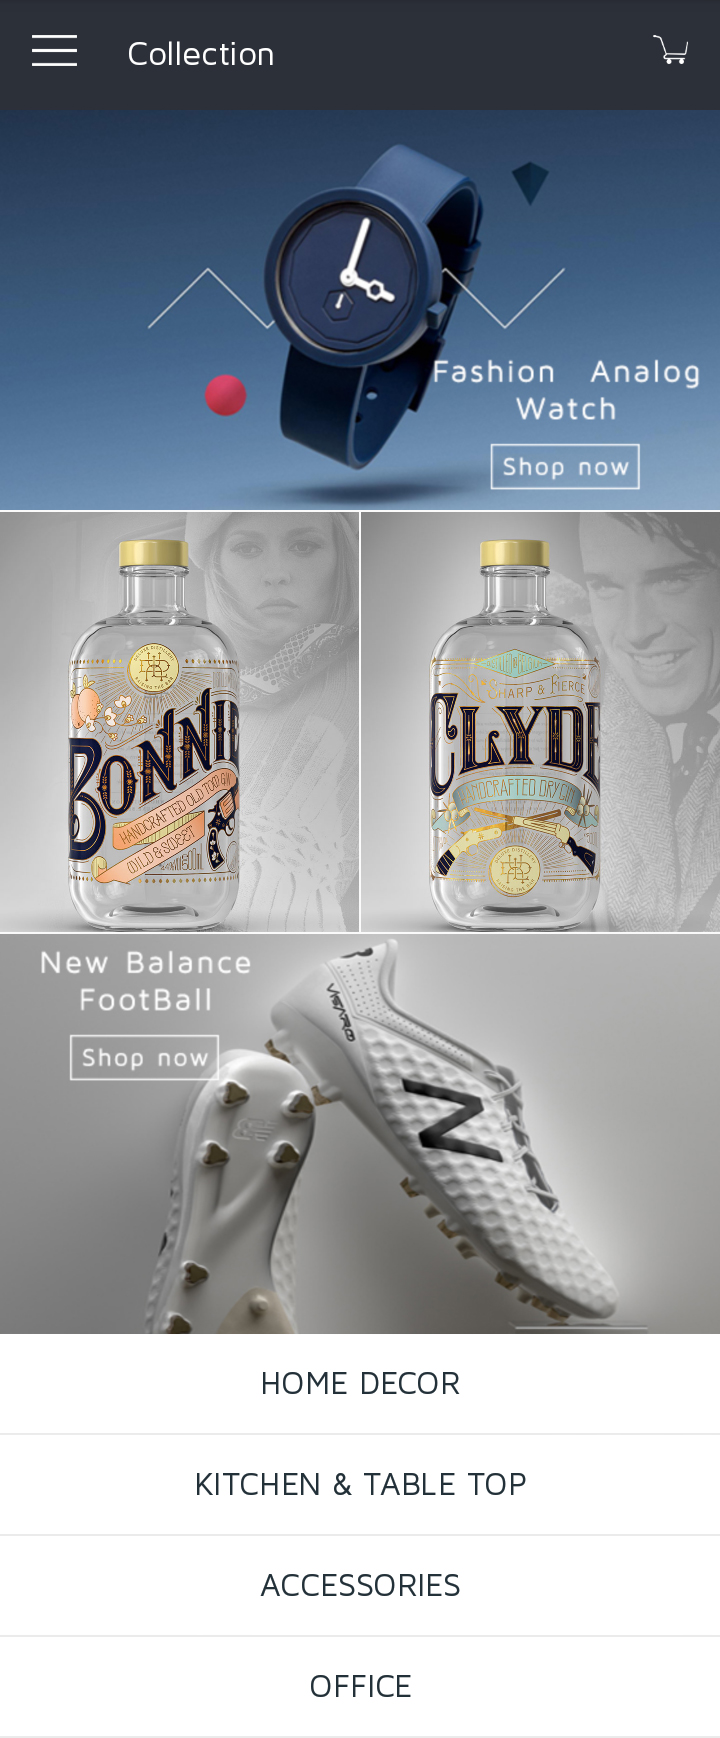 Collection
Fashion Analog
Watch
Shop now
BONNIE
HANDCRAFTED OLD TOM GIN
MILD & SWEET
SHARP & FIERCE
CLYDE
HANDCRAFTED DRY GIN
New Balance
FootBall
Shop now
VISARO
N
HOME DECOR
KITCHEN & TABLE TOP
ACCESSORIES
OFFICE